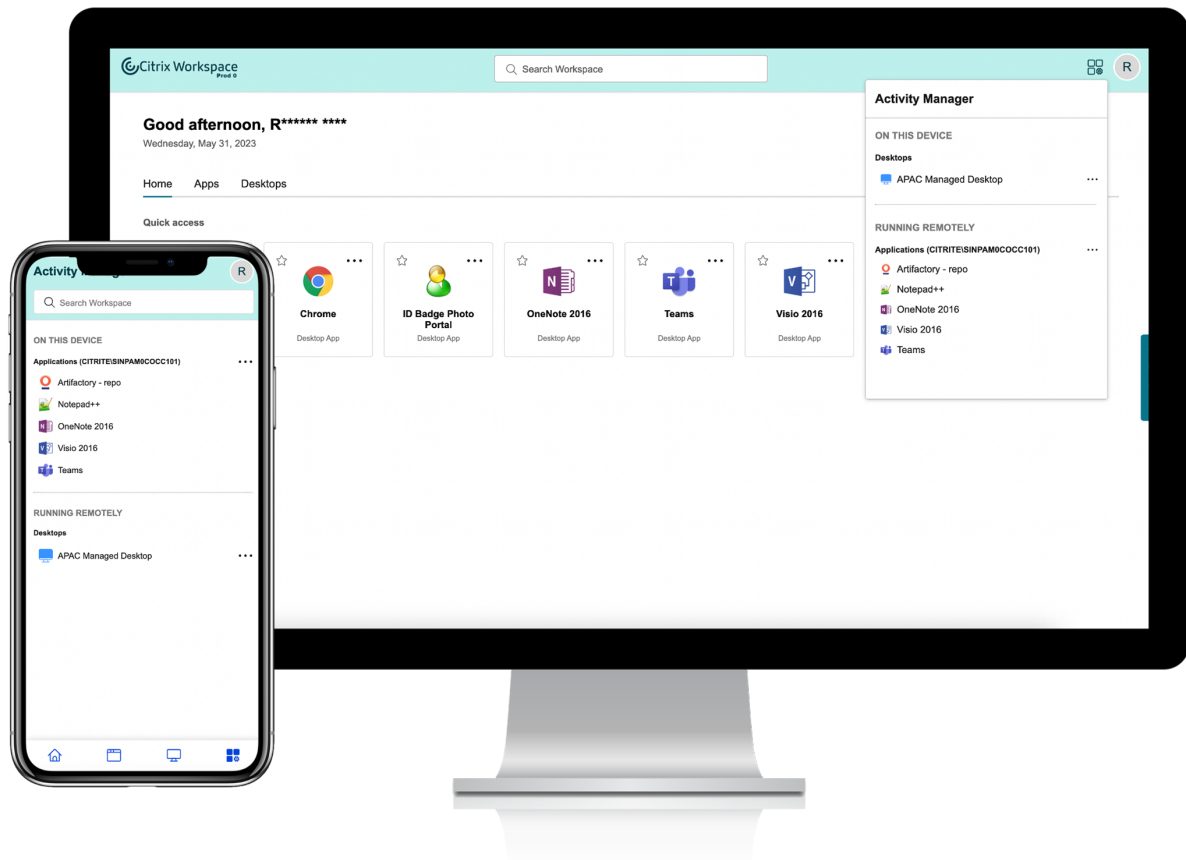 Citrix Workspace
Prod G
Search Workspace
R
Good afternoon, R****** ****
Wednesday, May 31, 2023
Home Apps Desktops
Quick access
Chrome
Desktop App
ID Badge Photo
Portal
Desktop App
OneNote 2016
Desktop App
Teams
Desktop App
Visio 2016
Desktop App
Activity Manager
ON THIS DEVICE
Desktops
APAC Managed Desktop
RUNNING REMOTELY
Applications (CITRITE\SINPAM0COCC101)
Artifactory - repo
Notepad++
OneNote 2016
Visio 2016
Teams
Activity
R
Search Workspace
ON THIS DEVICE
Applications (CITRITE\SINPAM0COCC101)
Artifactory - repo
Notepad++
OneNote 2016
Visio 2016
Teams
RUNNING REMOTELY
Desktops
APAC Managed Desktop